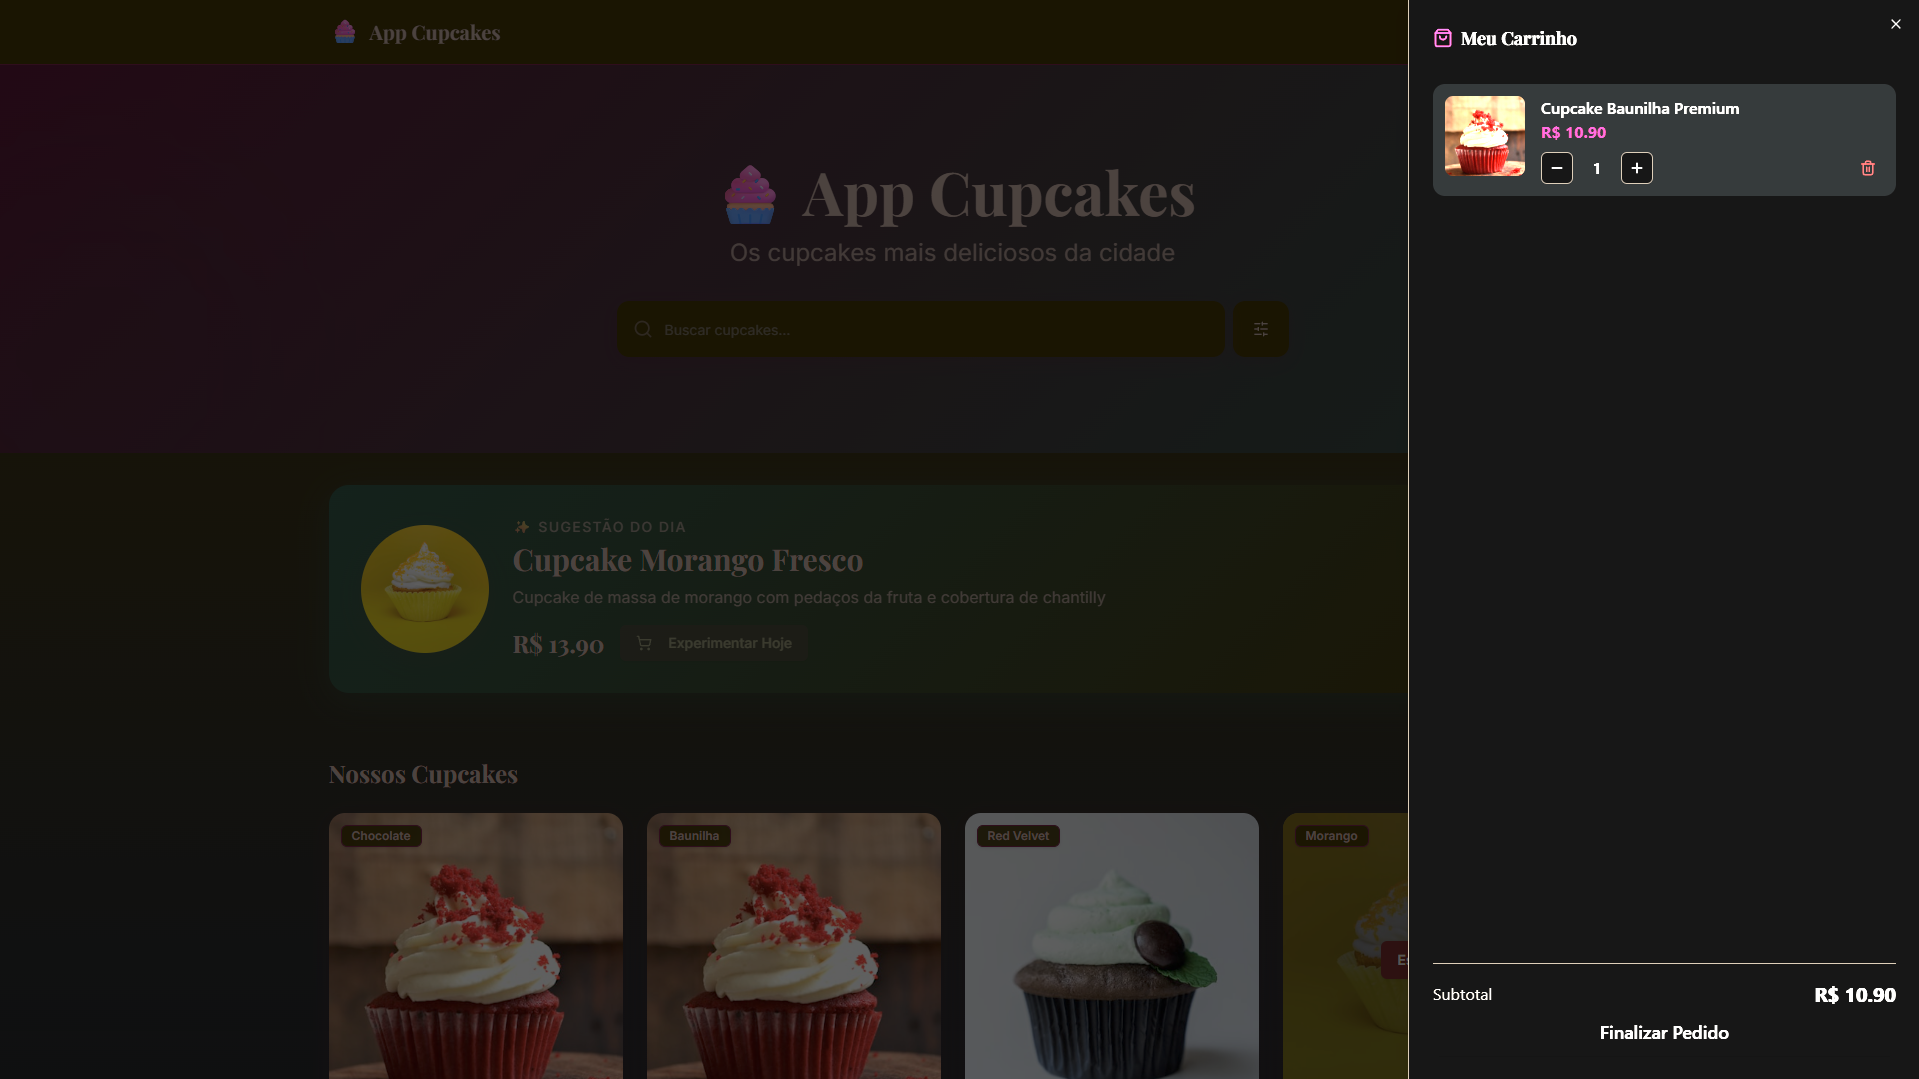 App Cupcakes
App Cupcakes
Os cupcakes mais deliciosos da cidade
Buscar cupcakes...
SUGESTÃO DO DIA
Cupcake Morango Fresco
Cupcake de massa de morango com pedaços da fruta e cobertura de chantilly
R$ 13.90
Experimentar Hoje
Nossos Cupcakes
Chocolate
Baunilha
Red Velvet
Morango
Meu Carrinho
Cupcake Baunilha Premium
R$ 10.90
1
Subtotal
R$ 10.90
Finalizar Pedido